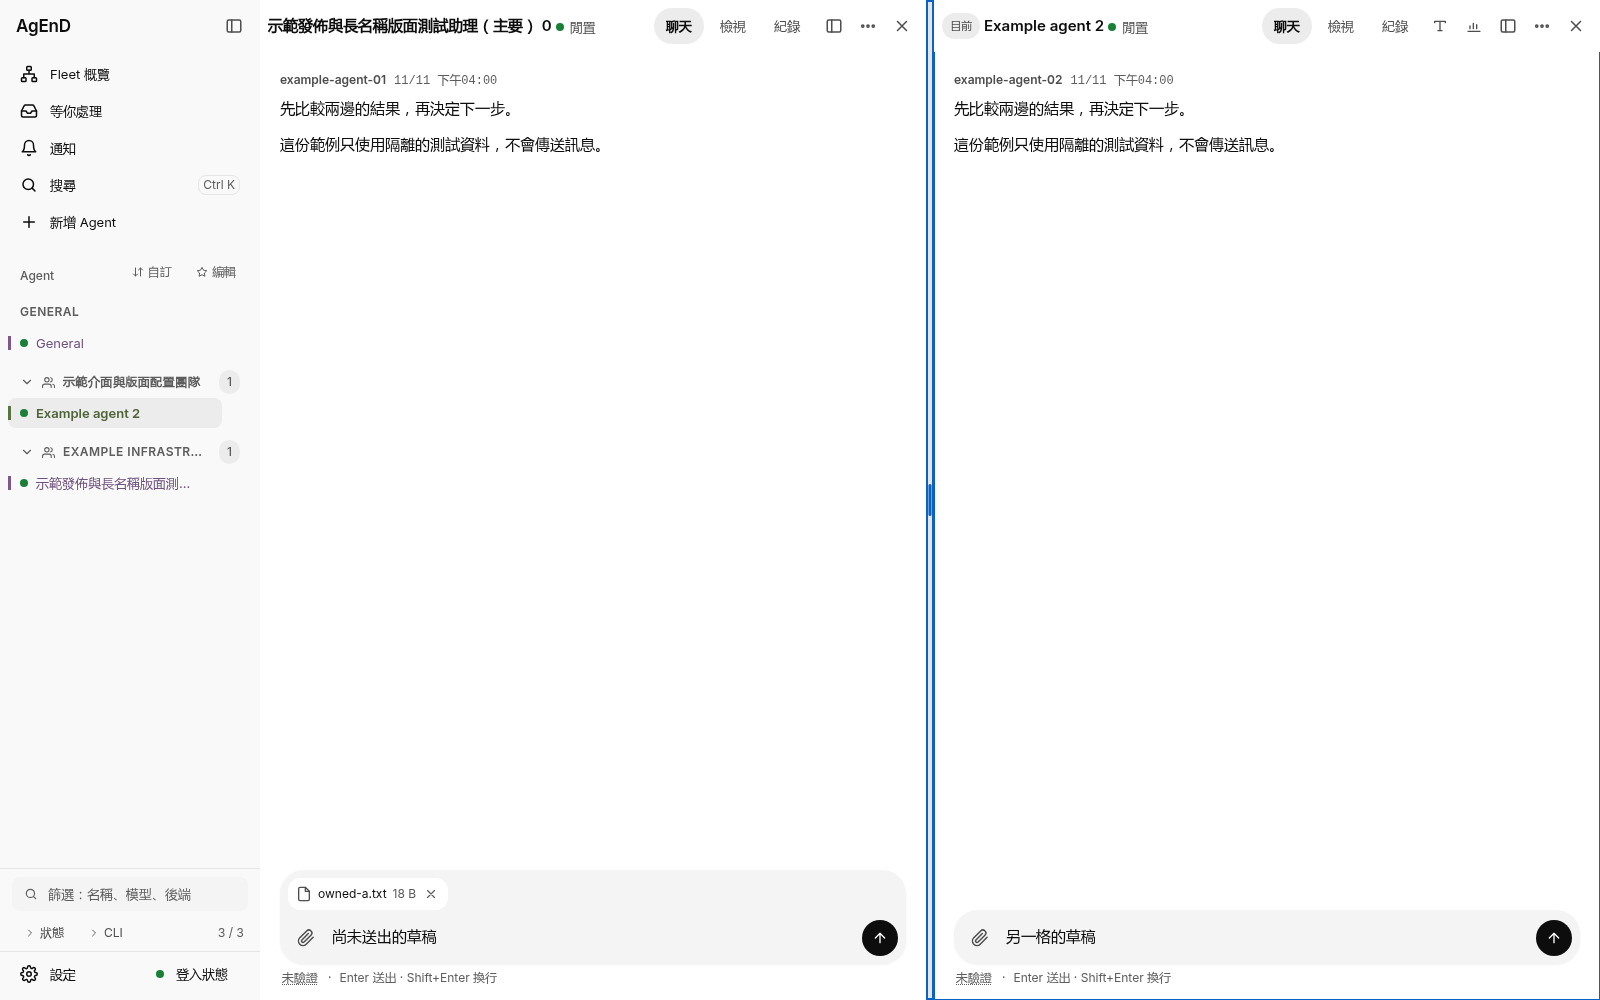 AgEnD
Fleet 概覽
等你處理
通知
搜尋 Ctrl K
新增 Agent
Agent 自訂 編輯
GENERAL
General
示範介面與版面配置團隊 1
Example agent 2
EXAMPLE INFRASTR... 1
示範發佈與長名稱版面測...
篩選：名稱、模型、後端
狀態 CLI 3 / 3
設定 登入狀態
示範發佈與長名稱版面測試助理（主要）0 閒置 聊天 檢視 紀錄
example-agent-01 11/11 下午04:00
先比較兩邊的結果，再決定下一步。
這份範例只使用隔離的測試資料，不會傳送訊息。
owned-a.txt 18 B
尚未送出的草稿
未驗證 · Enter 送出 · Shift+Enter 換行
目前 Example agent 2 閒置 聊天 檢視 紀錄
example-agent-02 11/11 下午04:00
先比較兩邊的結果，再決定下一步。
這份範例只使用隔離的測試資料，不會傳送訊息。
另一格的草稿
未驗證 · Enter 送出 · Shift+Enter 換行